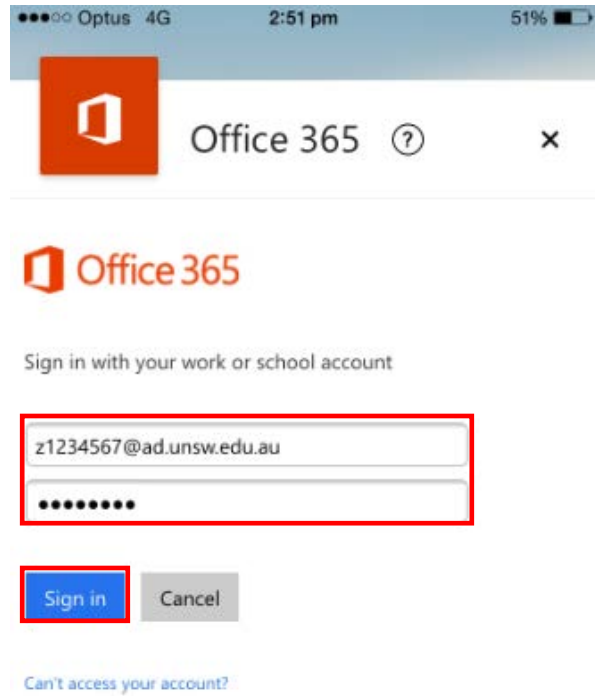 ●●●○○ Optus 4G 2:51 pm 51%
Office 365 ? ×
Office 365
Sign in with your work or school account
z1234567@ad.unsw.edu.au
●●●●●●●●
Sign in Cancel
Can't access your account?